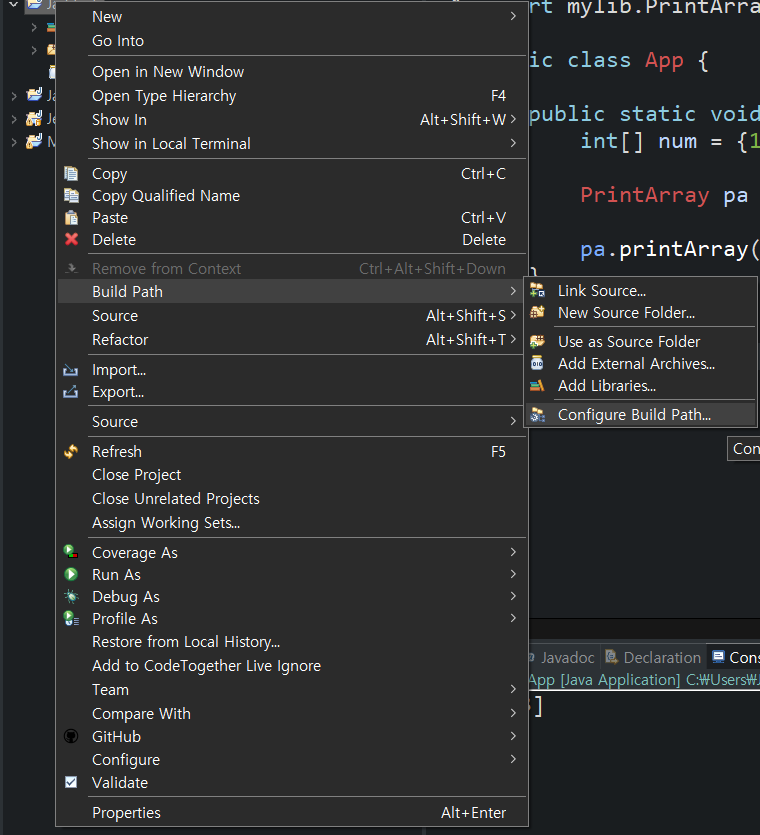 New
Go Into
Open in New Window
Open Type Hierarchy F4
Show In Alt+Shift+W
Show in Local Terminal
Copy Ctrl+C
Copy Qualified Name
Paste Ctrl+V
Delete Delete
Remove from Context Ctrl+Alt+Shift+Down
Build Path
Source Alt+Shift+S
Refactor Alt+Shift+T
Import...
Export...
Source
Refresh F5
Close Project
Close Unrelated Projects
Assign Working Sets...
Coverage As
Run As
Debug As
Profile As
Restore from Local History...
Add to CodeTogether Live Ignore
Team
Compare With
GitHub
Configure
Validate
Properties Alt+Enter
Link Source...
New Source Folder...
Use as Source Folder
Add External Archives...
Add Libraries...
Configure Build Path...
Con
rt mylib.PrintArra
ic class App {
public static void
int[] num = {1
PrintArray pa
pa.printArray(
}
Javadoc Declaration Cons
App [Java Application] C:₩Users₩J
]